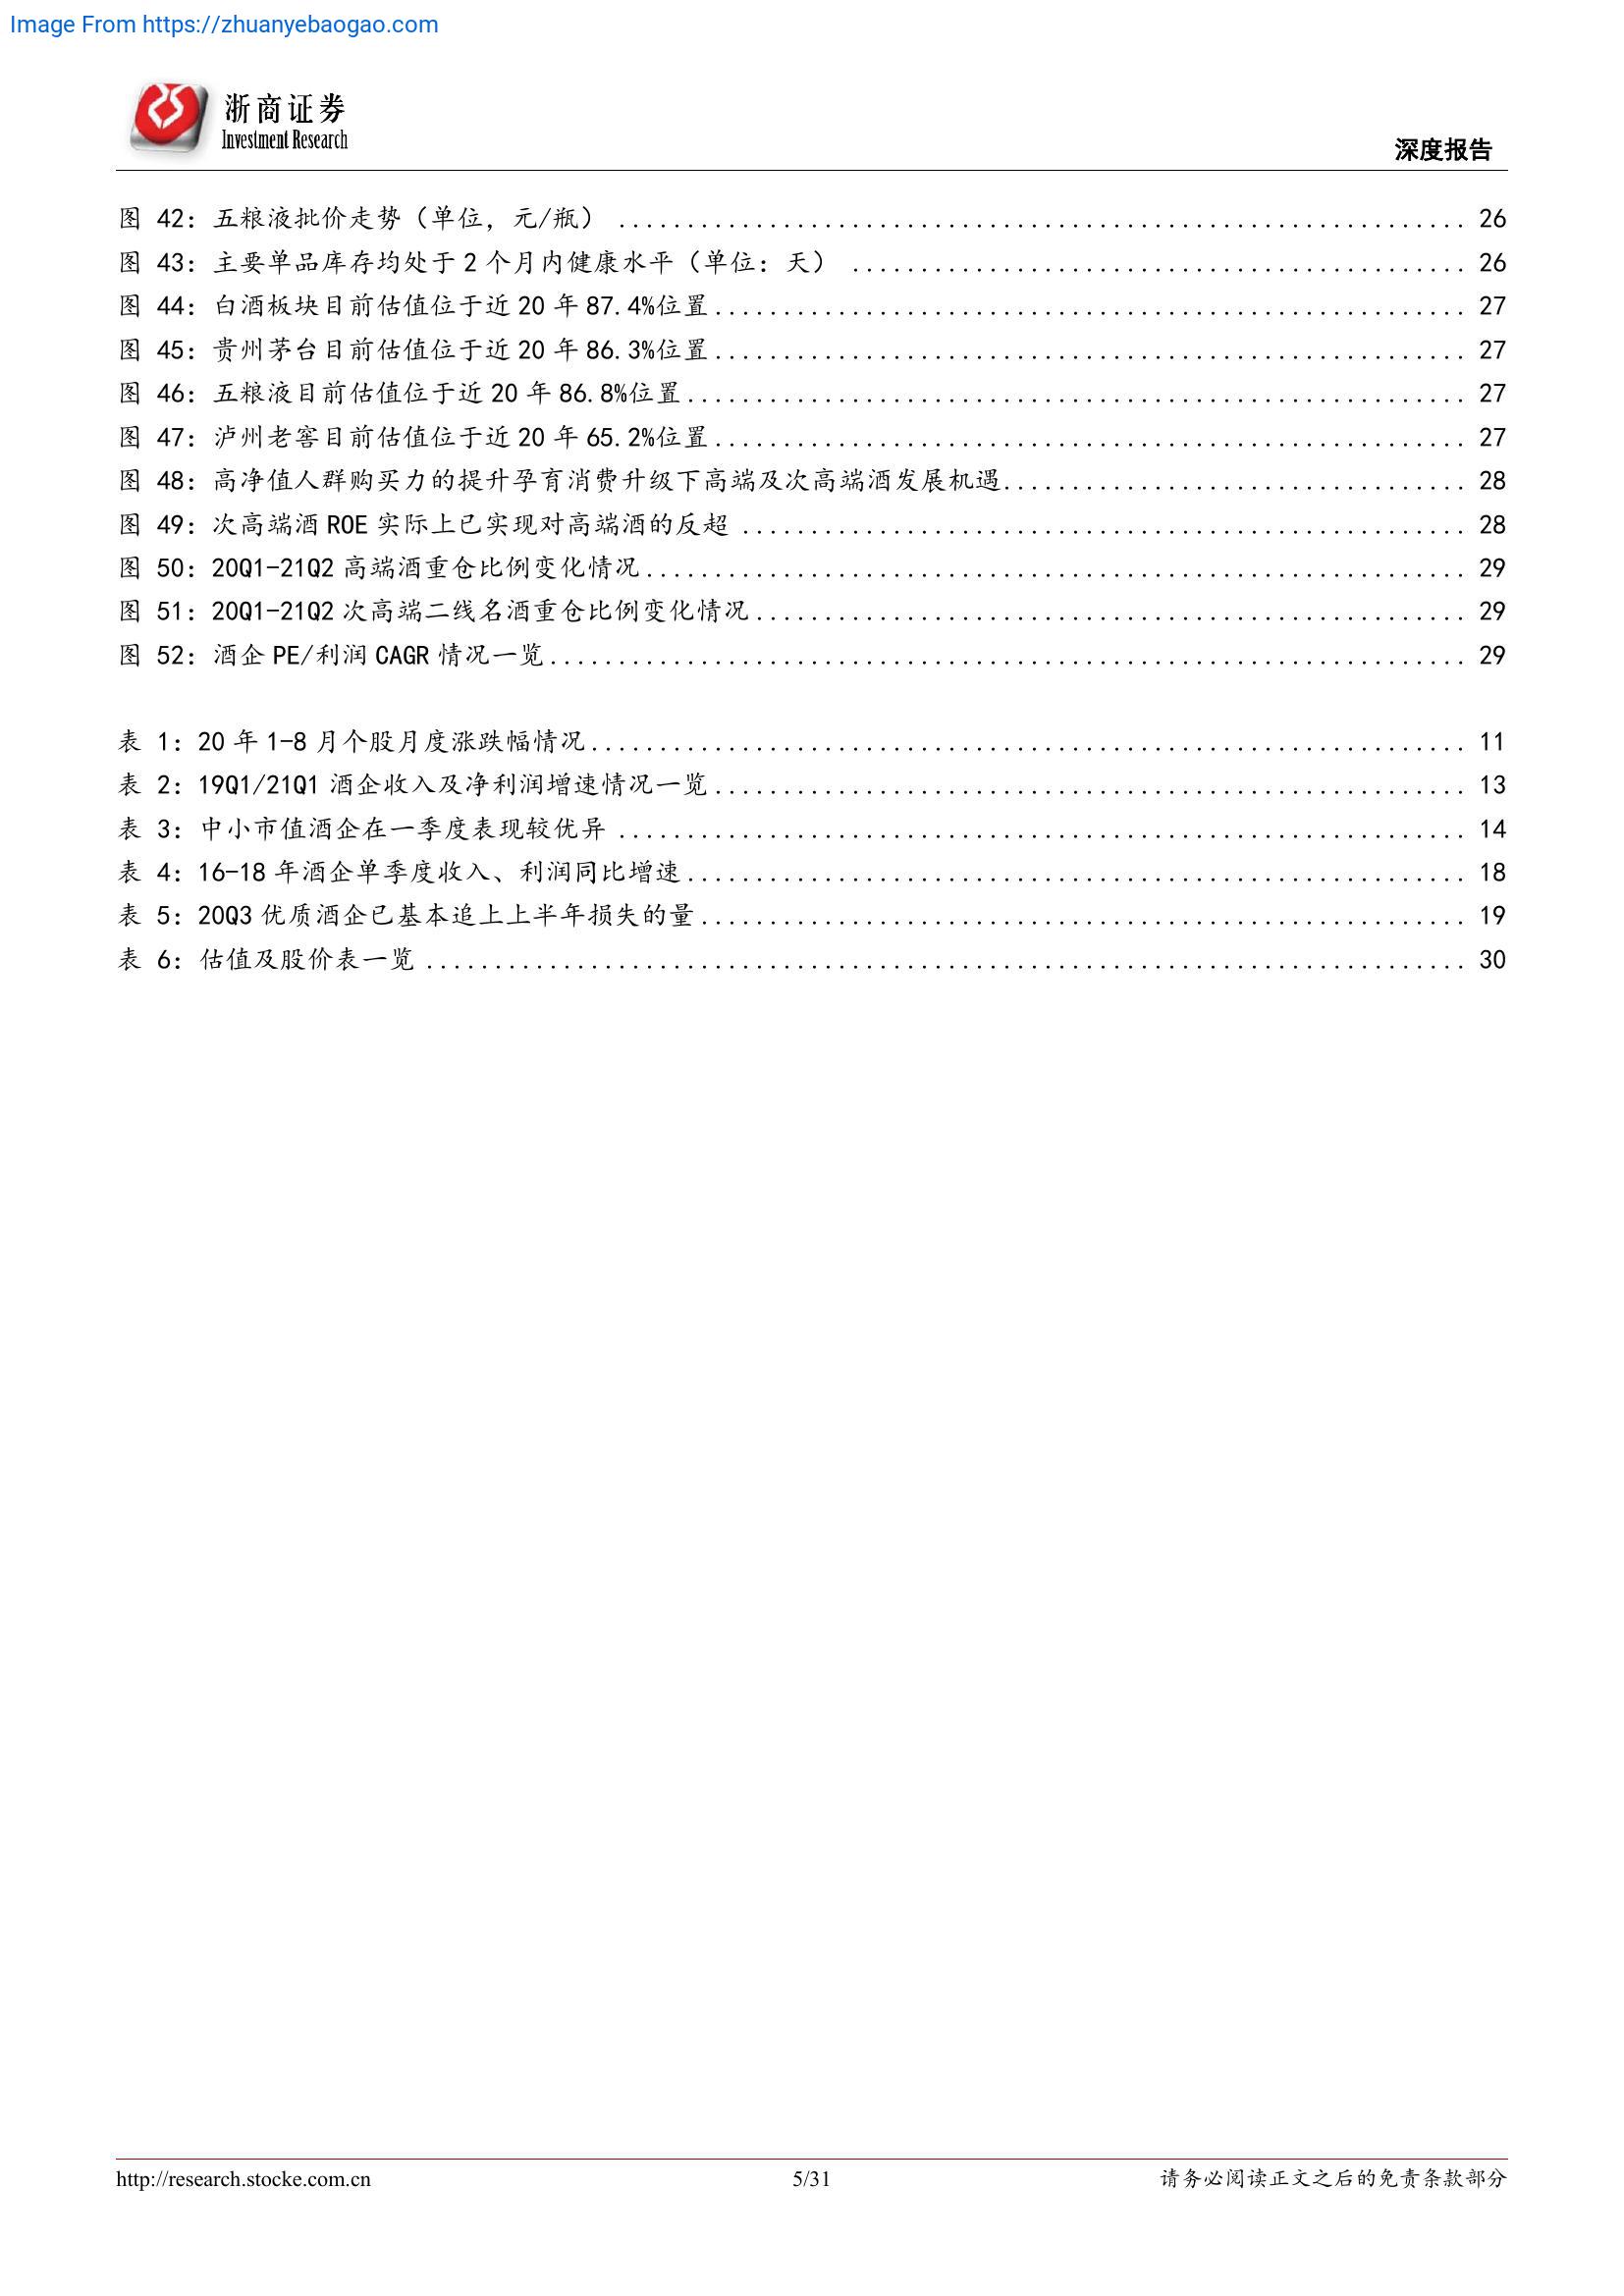 Image From https://zhuanyebaogao.com
浙商证券
Investment Research
深度报告
图 42：五粮液批价走势（单位，元/瓶） ........ 26
图 43：主要单品库存均处于 2 个月内健康水平（单位：天） ........ 26
图 44：白酒板块目前估值位于近 20 年 87.4%位置........ 27
图 45：贵州茅台目前估值位于近 20 年 86.3%位置........ 27
图 46：五粮液目前估值位于近 20 年 86.8%位置........ 27
图 47：泸州老窖目前估值位于近 20 年 65.2%位置........ 27
图 48：高净值人群购买力的提升孕育消费升级下高端及次高端酒发展机遇........ 28
图 49：次高端酒 ROE 实际上已实现对高端酒的反超 ........ 28
图 50：20Q1-21Q2 高端酒重仓比例变化情况........ 29
图 51：20Q1-21Q2 次高端二线名酒重仓比例变化情况........ 29
图 52：酒企 PE/利润 CAGR 情况一览........ 29
表 1：20 年 1-8 月个股月度涨跌幅情况........ 11
表 2：19Q1/21Q1 酒企收入及净利润增速情况一览........ 13
表 3：中小市值酒企在一季度表现较优异 ........ 14
表 4：16-18 年酒企单季度收入、利润同比增速........ 18
表 5：20Q3 优质酒企已基本追上上半年损失的量........ 19
表 6：估值及股价表一览 ........ 30
http://research.stocke.com.cn
5/31
请务必阅读正文之后的免责条款部分